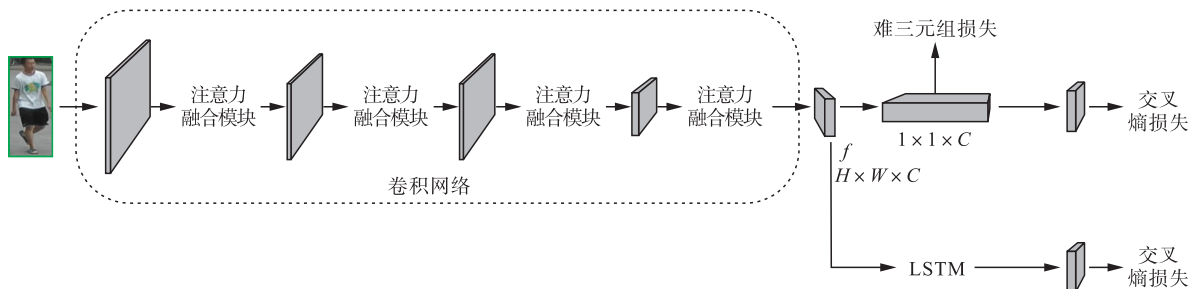 难三元组损失
注意力
融合模块
注意力
融合模块
注意力
融合模块
注意力
融合模块
交叉
熵损失
1×1×C
f
H×W×C
卷积网络
LSTM
交叉
熵损失